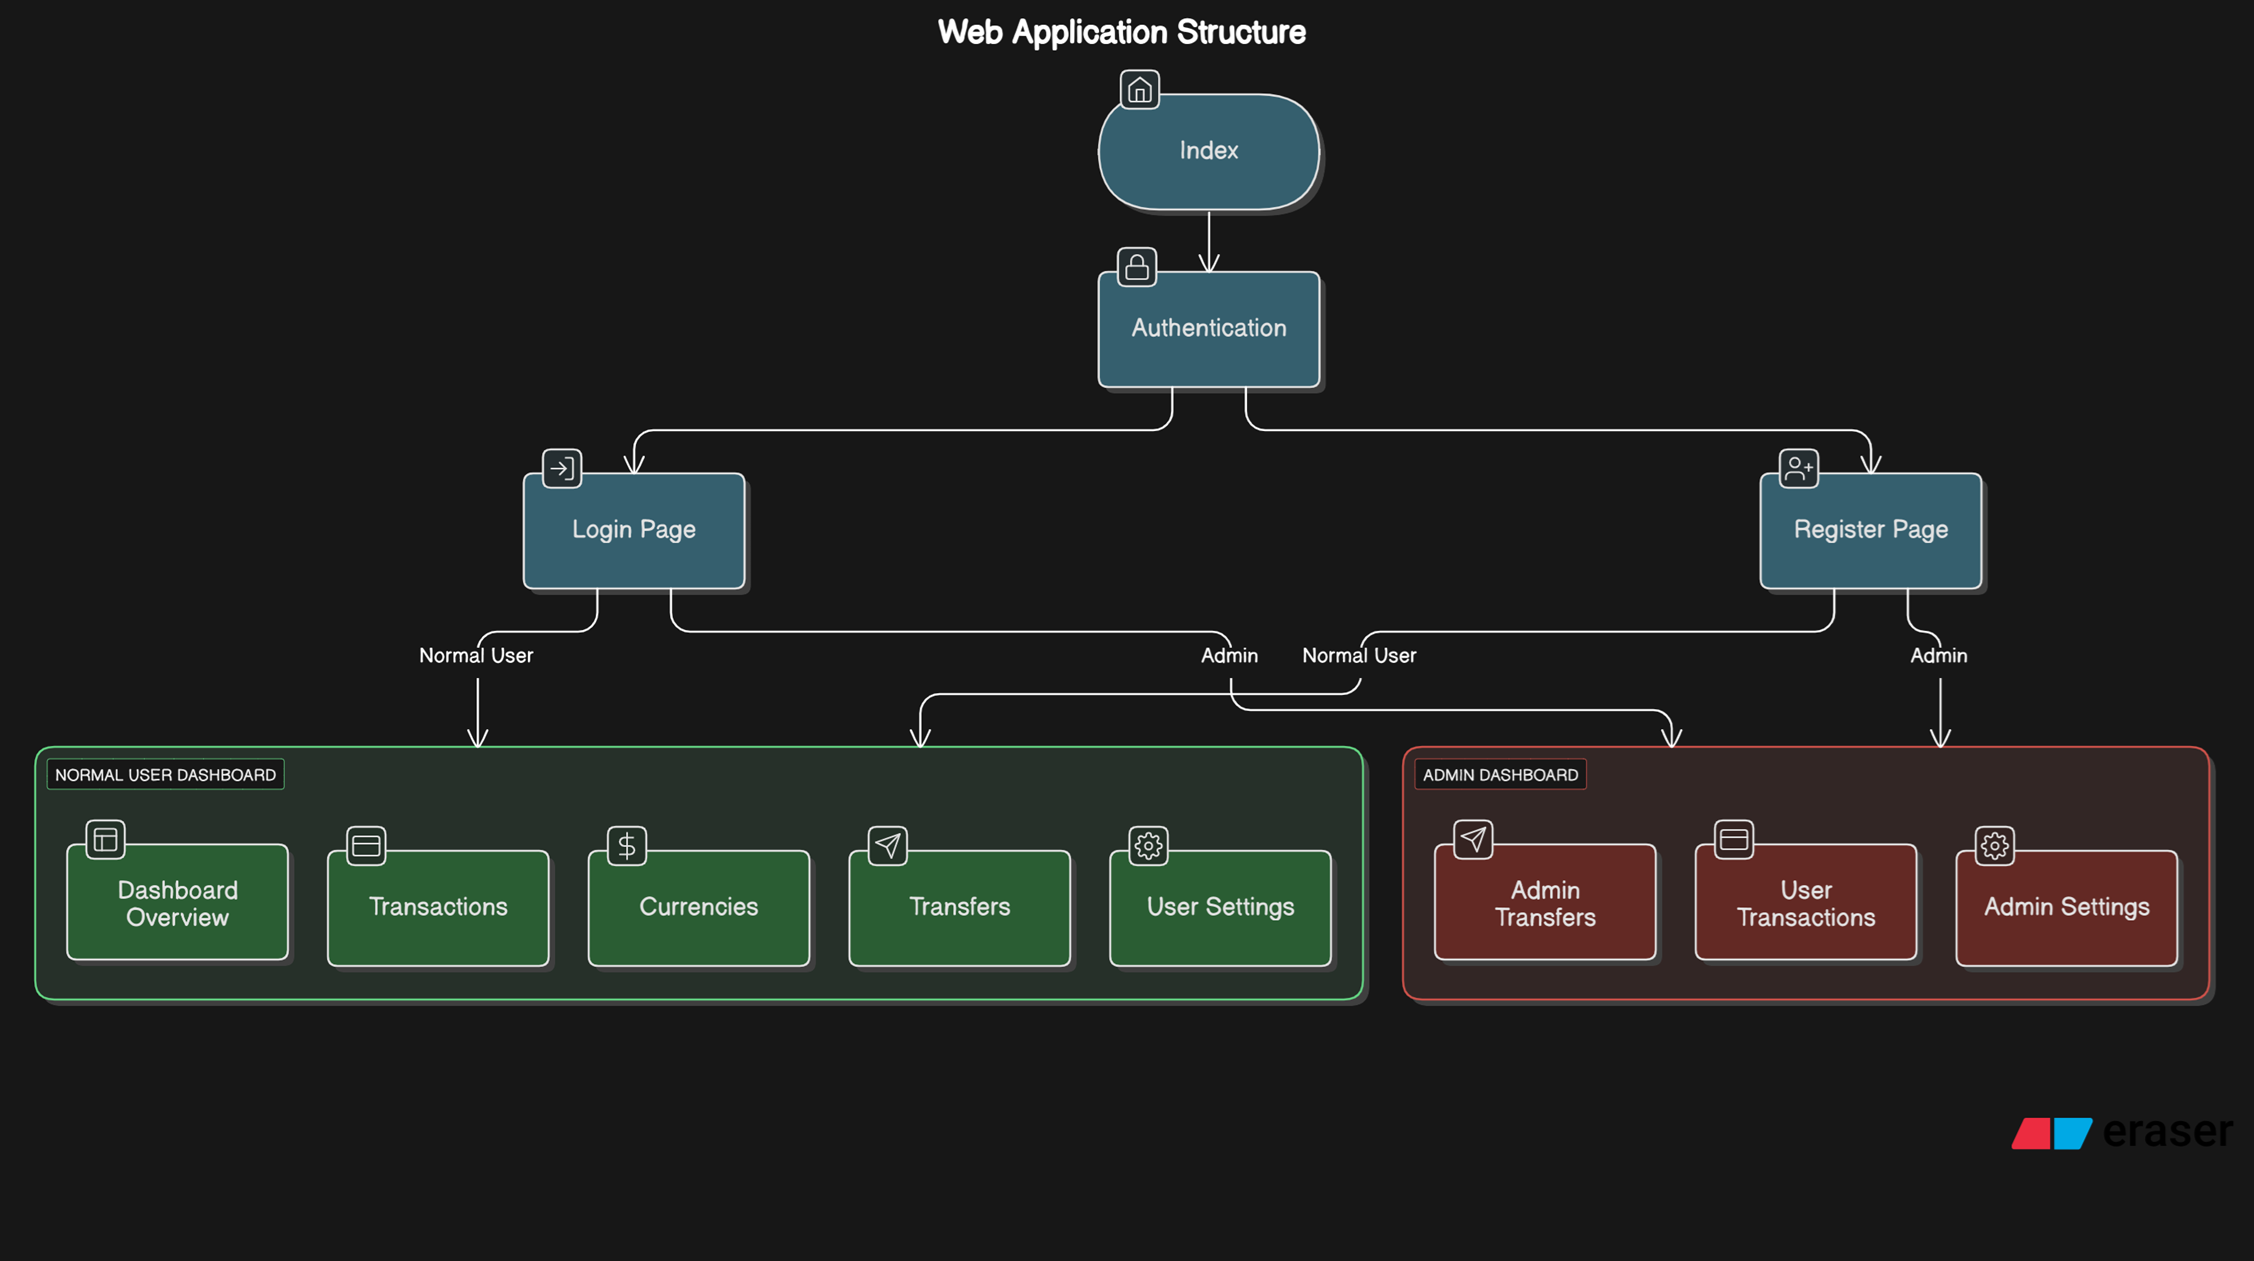 Web Application Structure
Index
Authentication
Login Page
Register Page
Normal User
Admin
Normal User
Admin
NORMAL USER DASHBOARD
Dashboard
Overview
Transactions
Currencies
Transfers
User Settings
ADMIN DASHBOARD
Admin
Transfers
User
Transactions
Admin Settings
eraser